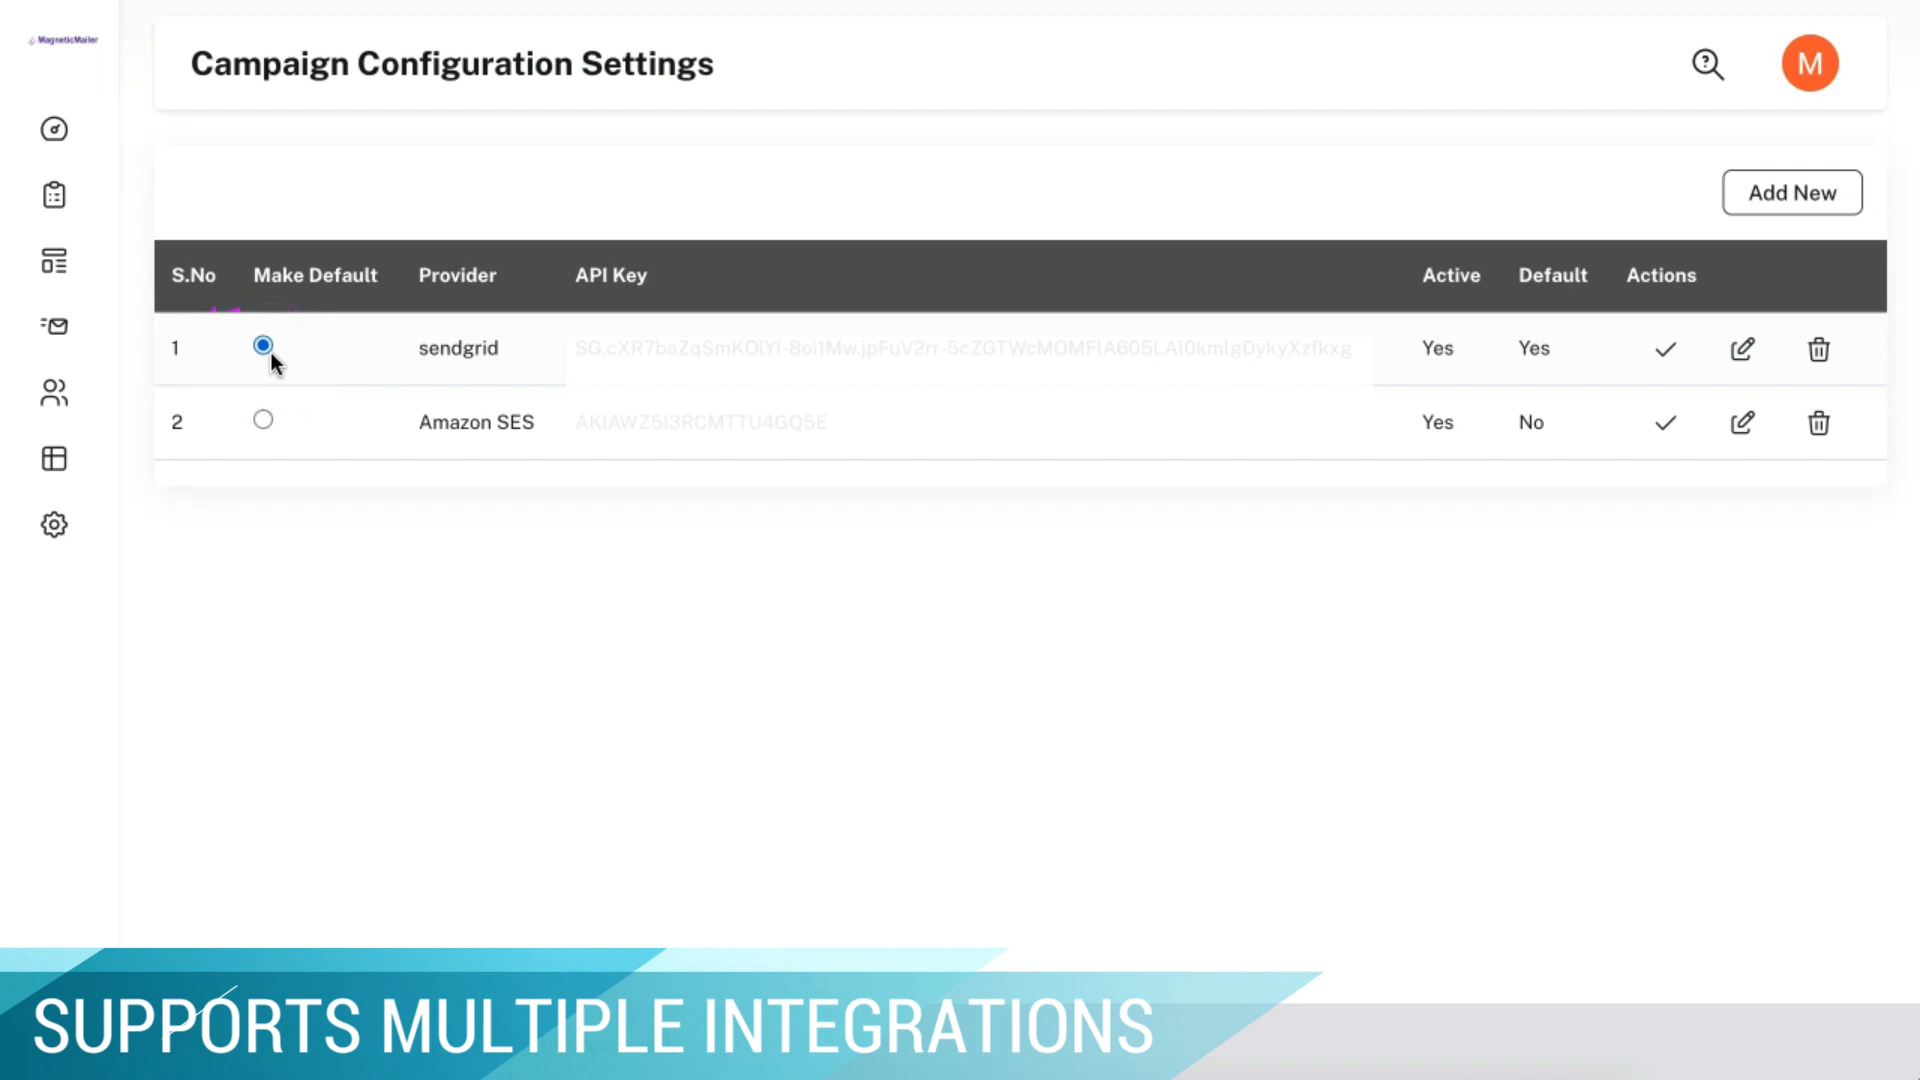 MagneticMailer
Campaign Configuration Settings
M
Add New
S.No Make Default Provider API Key Active Default Actions
1 sendgrid Yes Yes
2 Amazon SES Yes No
SUPPORTS MULTIPLE INTEGRATIONS